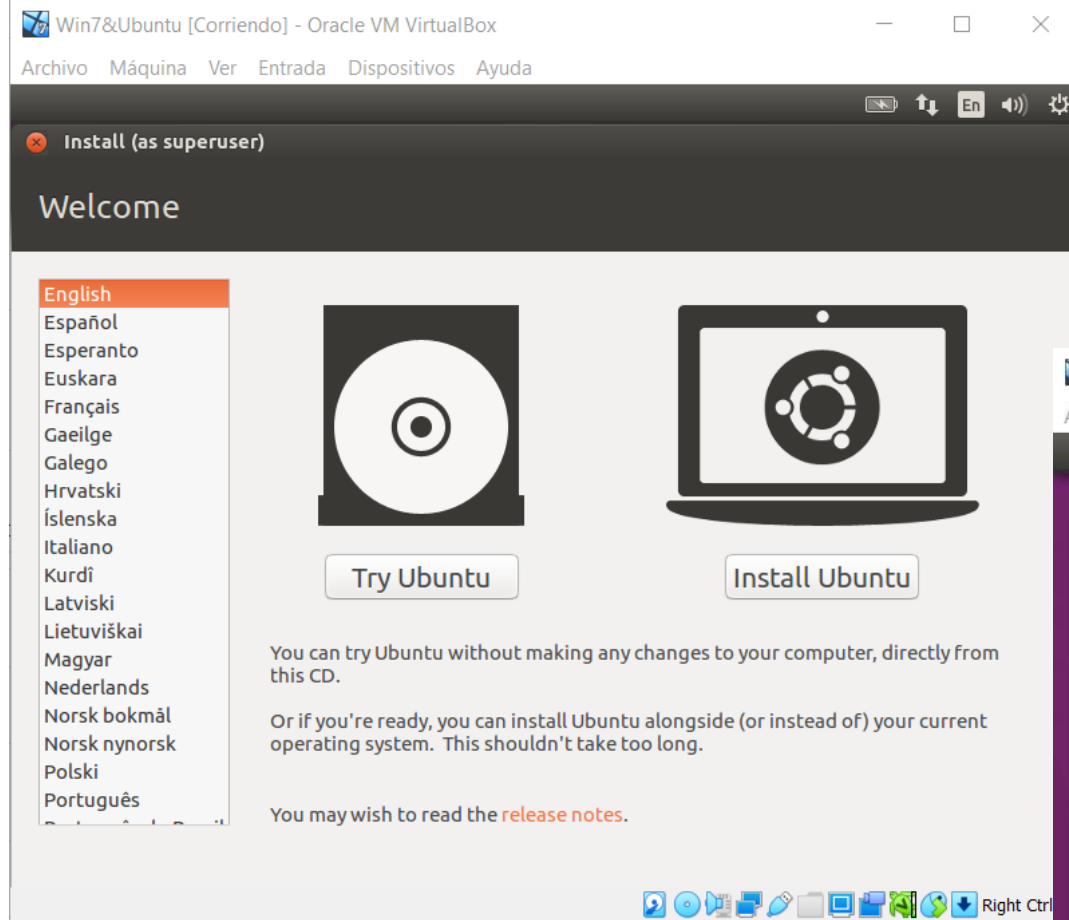 Win7&Ubuntu [Corriendo] - Oracle VM VirtualBox
Archivo Máquina Ver Entrada Dispositivos Ayuda
En
Install (as superuser)
Welcome
English
Español
Esperanto
Euskara
Français
Gaeilge
Galego
Hrvatski
Íslenska
Italiano
Kurdî
Latviski
Lietuviškai
Magyar
Nederlands
Norsk bokmål
Norsk nynorsk
Polski
Português
Try Ubuntu
Install Ubuntu
You can try Ubuntu without making any changes to your computer, directly from
this CD.
Or if you're ready, you can install Ubuntu alongside (or instead of) your current
operating system. This shouldn't take too long.
You may wish to read the release notes.
Right Ctrl